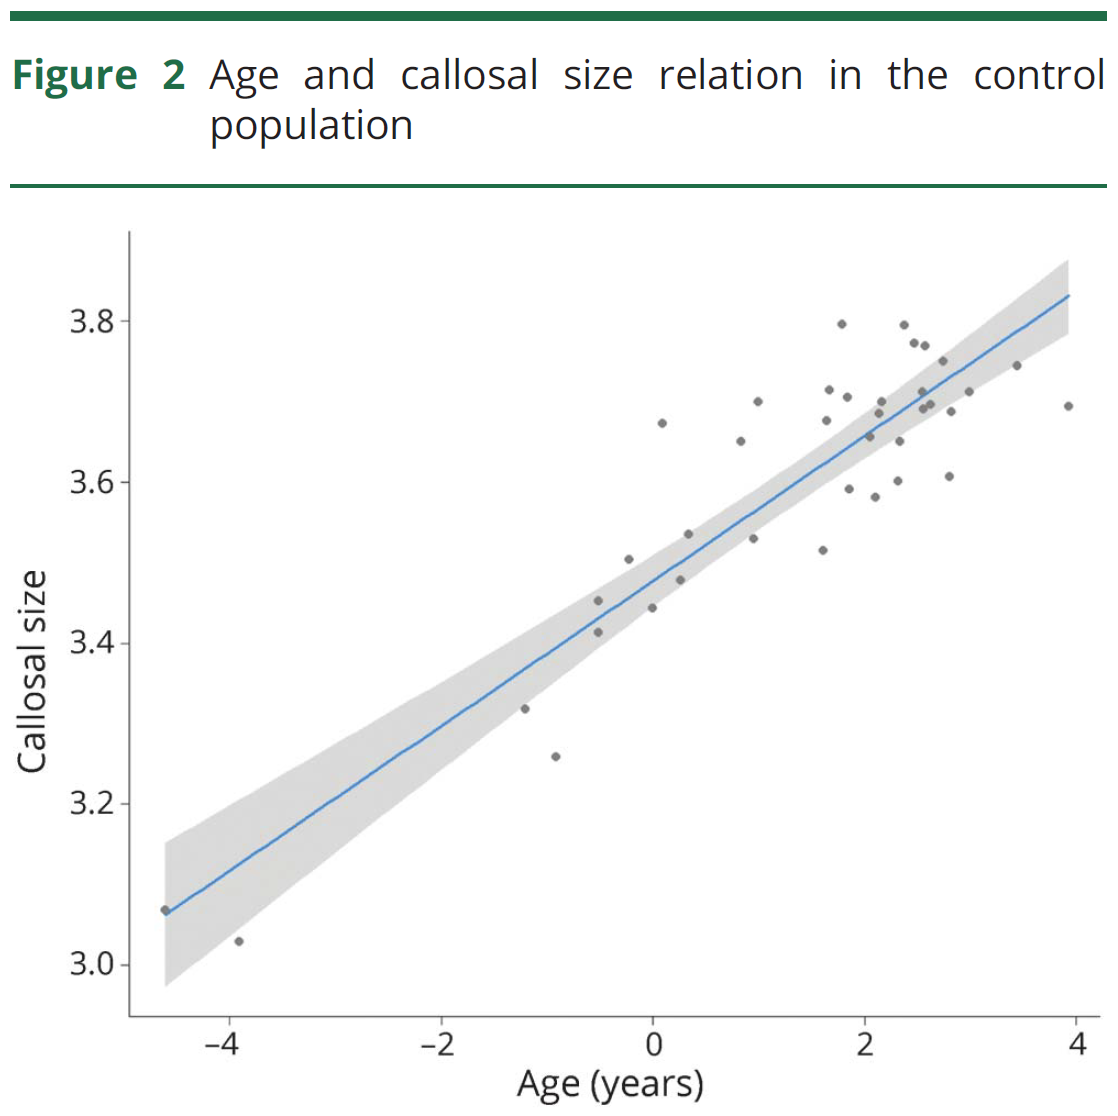 Figure 2 Age and callosal size relation in the control
population
3.8
3.6
3.4
3.2
3.0
Callosal size
−4 −2 0 2 4
Age (years)